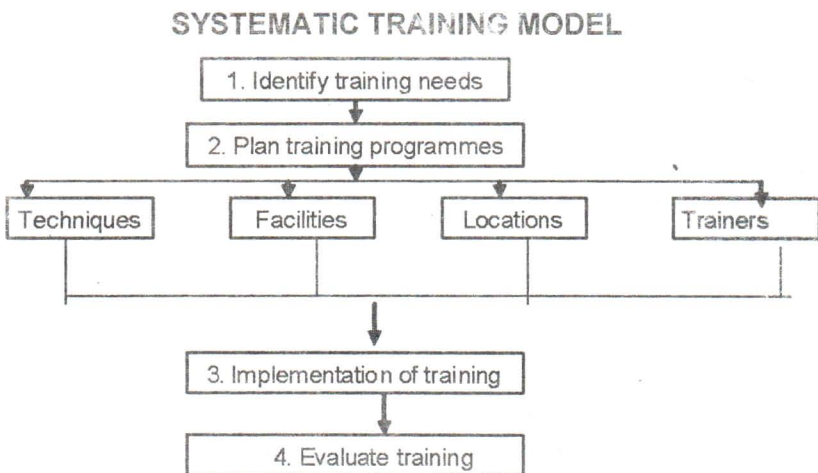 SYSTEMATIC TRAINING MODEL
1. Identify training needs
2. Plan training programmes
Techniques
Facilities
Locations
Trainers
3. Implementation of training
4. Evaluate training